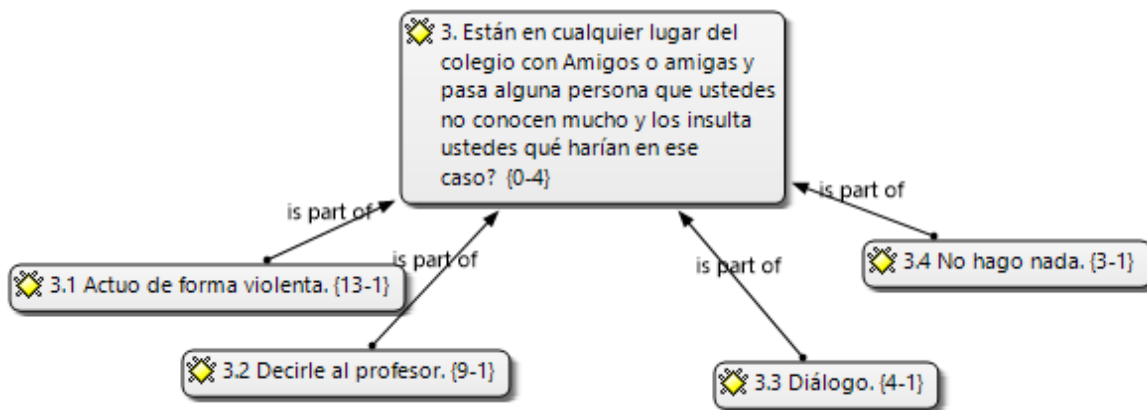 3. Están en cualquier lugar del
colegio con Amigos o amigas y
pasa alguna persona que ustedes
no conocen mucho y los insulta
ustedes qué harían en ese
caso? {0-4}
is part of
is part of
is part of
is part of
3.1 Actuo de forma violenta. {13-1}
3.2 Decirle al profesor. {9-1}
3.3 Diálogo. {4-1}
3.4 No hago nada. {3-1}